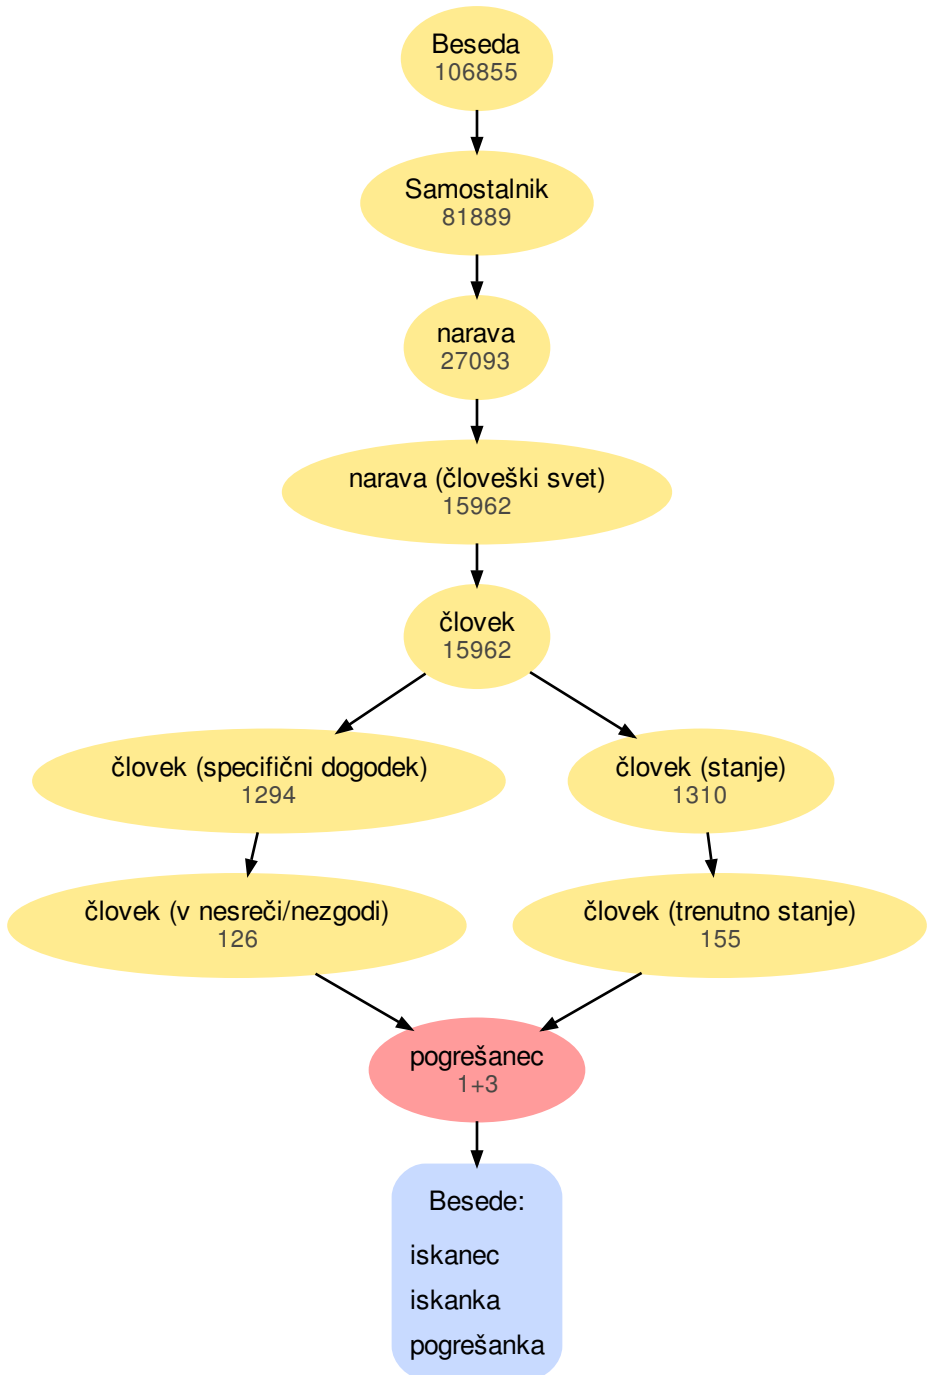 Beseda
106855
Samostalnik
81889
narava
27093
narava (človeški svet)
15962
človek
15962
človek (specifični dogodek)
1294
človek (stanje)
1310
človek (v nesreči/nezgodi)
126
človek (trenutno stanje)
155
pogrešanec
1+3
Besede:
iskanec
iskanka
pogrešanka